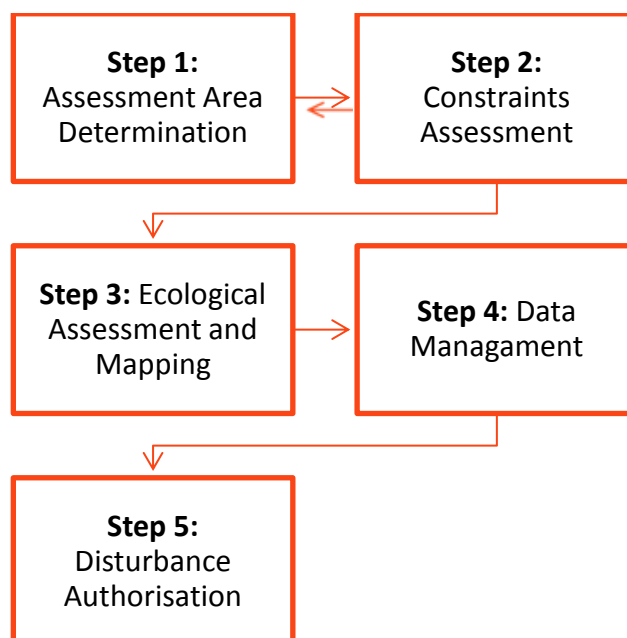 Step 1:
Assessment Area
Determination
Step 2:
Constraints
Assessment
Step 3: Ecological
Assessment and
Mapping
Step 4: Data
Managament
Step 5:
Disturbance
Authorisation